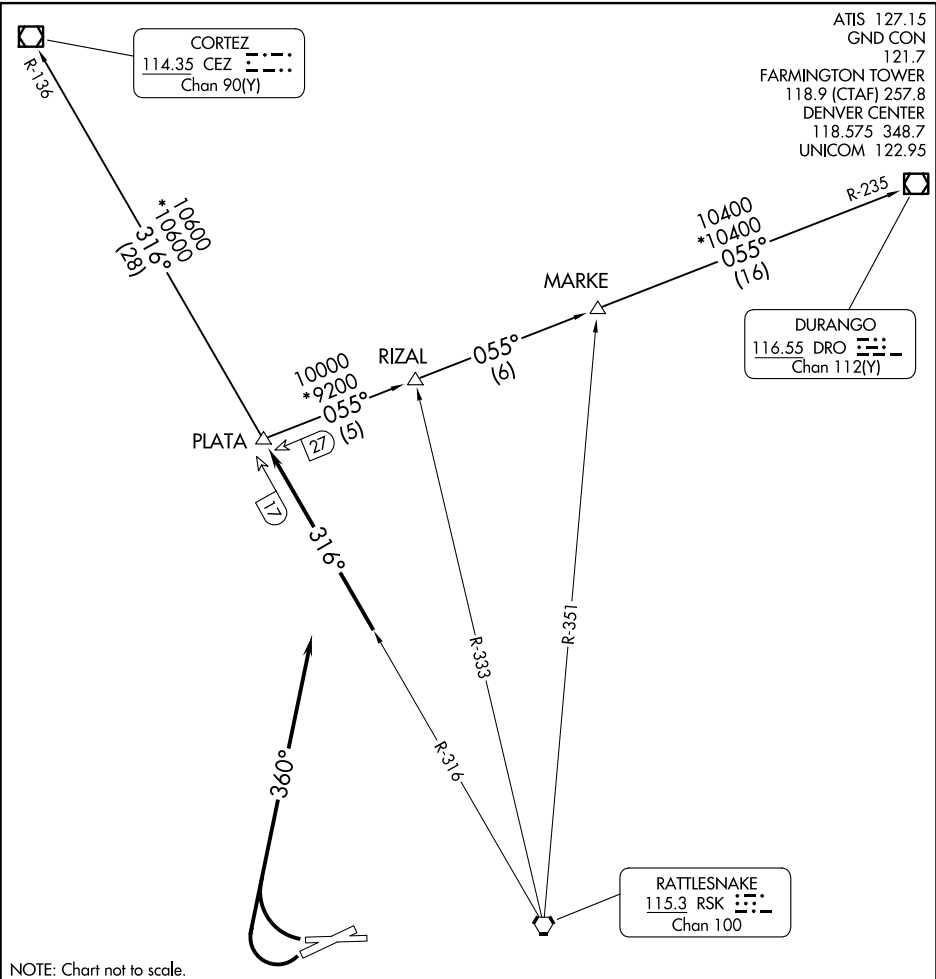 ATIS 127.15
GND CON
121.7
FARMINGTON TOWER
118.9 (CTAF) 257.8
DENVER CENTER
118.575 348.7
UNICOM 122.95
CORTEZ
114.35 CEZ
Chan 90(Y)
R-136
10600
*10600
316°
(28)
R-235
10400
*10400
055°
(16)
MARKE
DURANGO
116.55 DRO
Chan 112(Y)
RIZAL
055°
(6)
10000
*9200
055°
(5)
PLATA
27
17
316°
R-333
R-351
R-316
360°
RATTLESNAKE
115.3 RSK
Chan 100
NOTE: Chart not to scale.